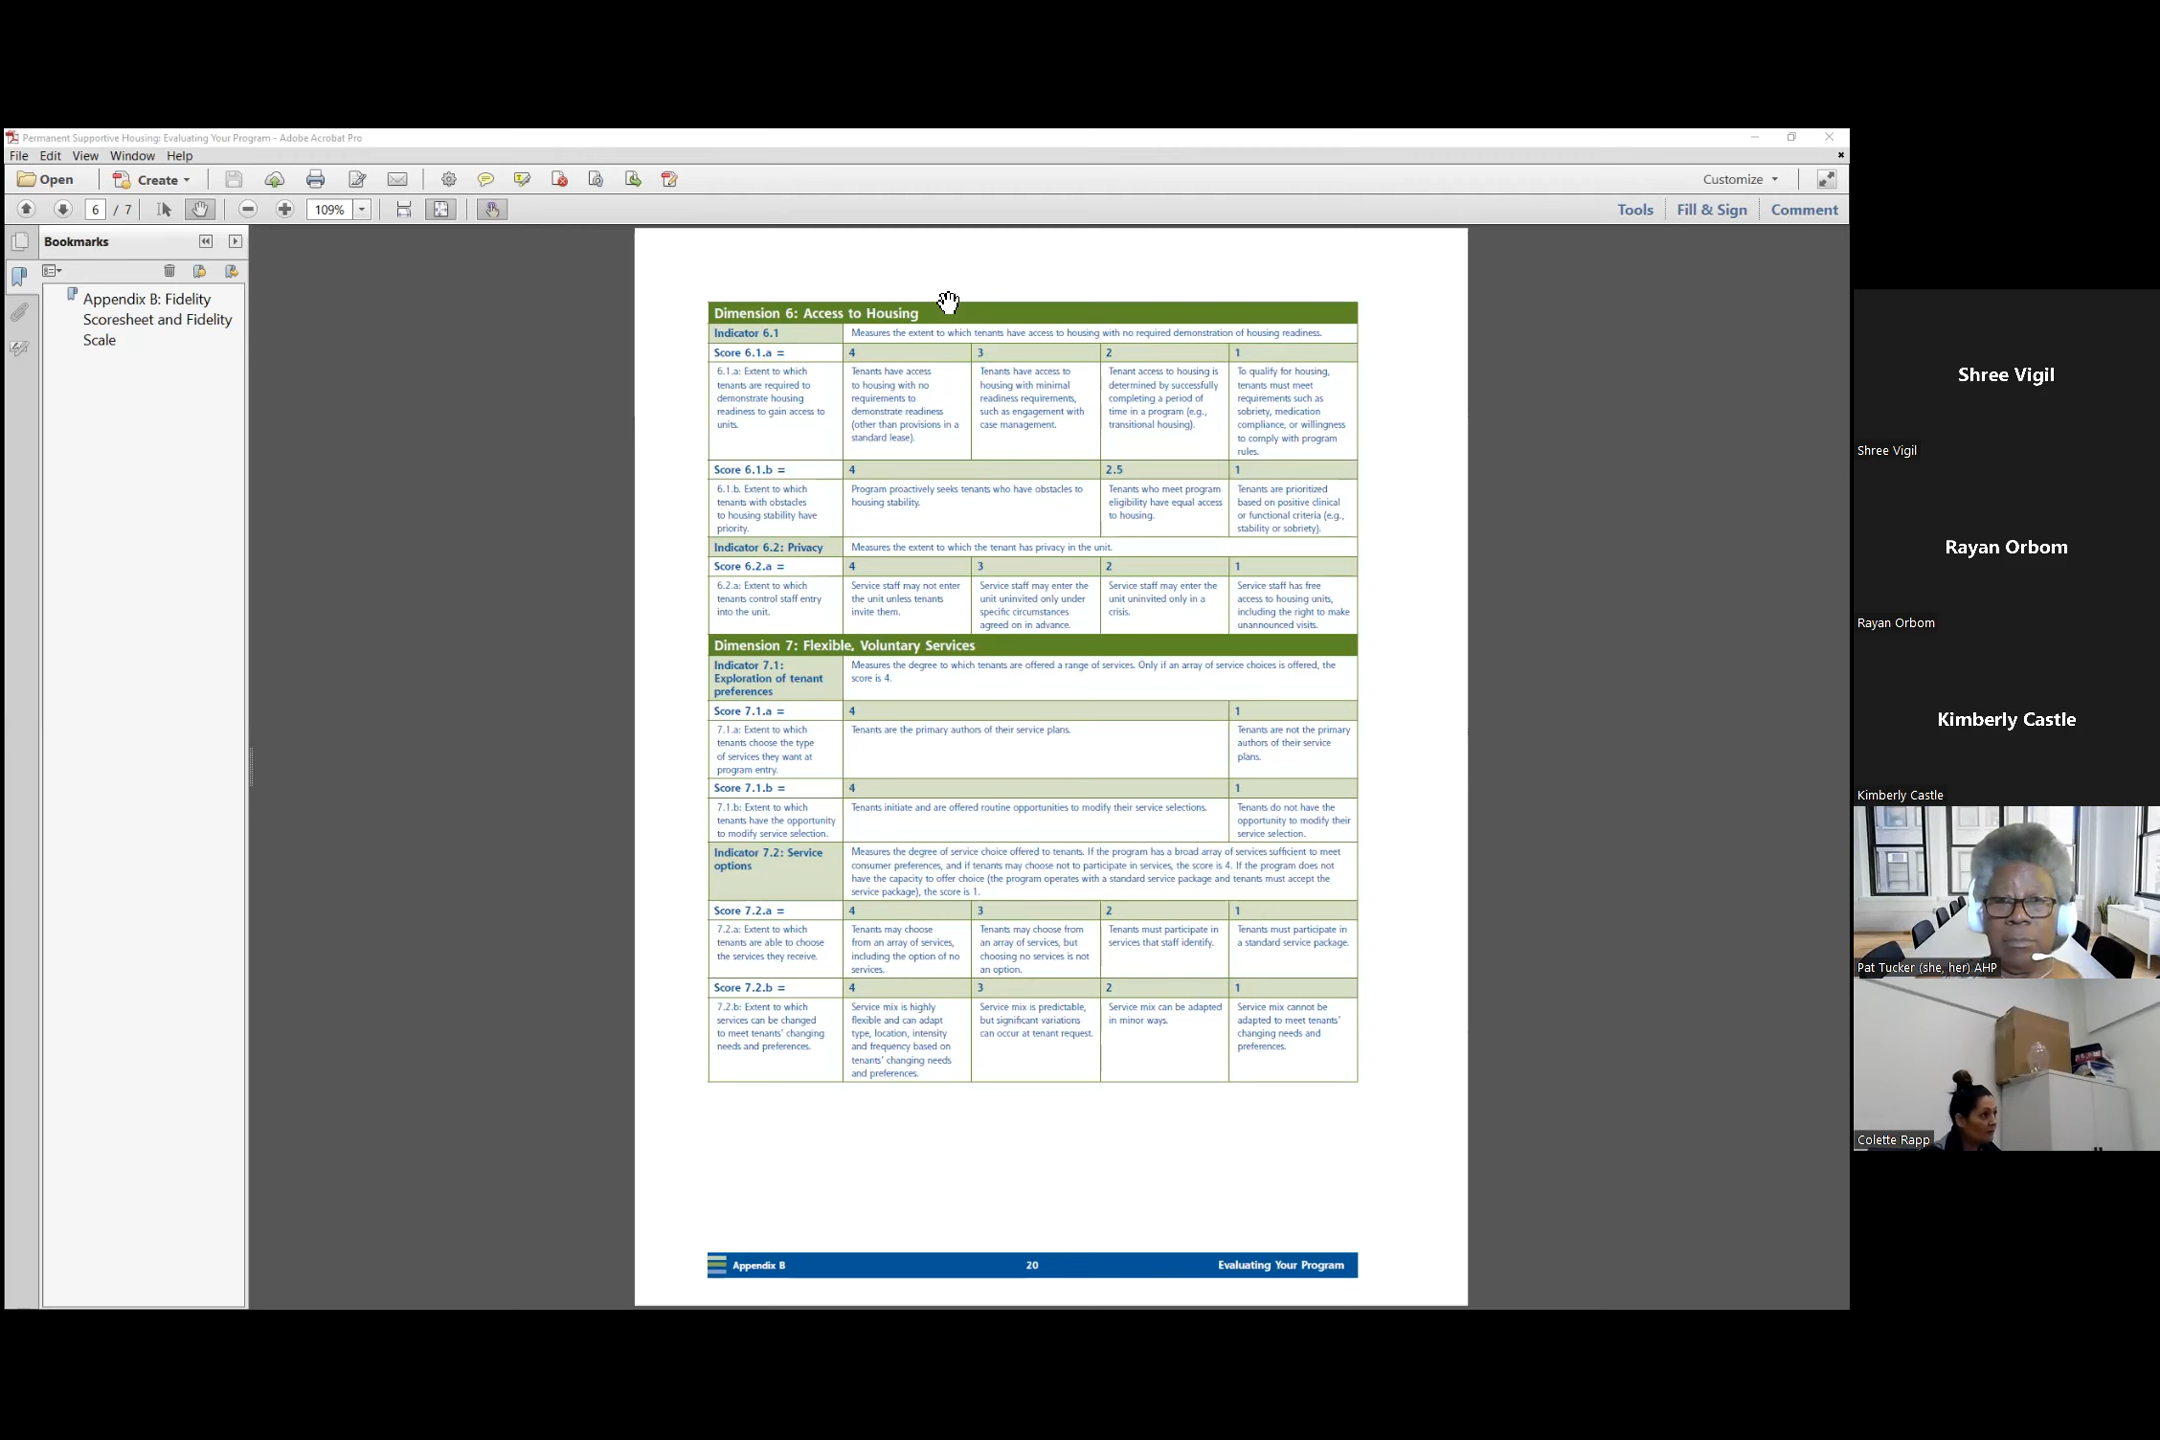 Permanent Supportive Housing: Evaluating Your Program - Adobe Acrobat Pro
File Edit View Window Help
Open Create Customize
6 / 7 109% Tools Fill & Sign Comment
Bookmarks
Appendix B: Fidelity
Scoresheet and Fidelity
Scale
Dimension 6: Access to Housing
Indicator 6.1
Measures the extent to which tenants have access to housing with no required demonstration of housing readiness.
Score 6.1.a = 4 3 2 1
6.1.a: Extent to which
tenants are required to
demonstrate housing
readiness to gain access to
units.
Tenants have access
to housing with no
requirements to
demonstrate readiness
(other than provisions in a
standard lease).
Tenants have access to
housing with minimal
readiness requirements,
such as engagement with
case management.
Tenant access to housing is
determined by successfully
completing a period of
time in a program (e.g.,
transitional housing).
To qualify for housing,
tenants must meet
requirements such as
sobriety, medication
compliance, or willingness
to comply with program
rules.
Score 6.1.b = 4 2.5 1
6.1.b. Extent to which
tenants with obstacles
to housing stability have
priority.
Program proactively seeks tenants who have obstacles to
housing stability.
Tenants who meet program
eligibility have equal access
to housing.
Tenants are prioritized
based on positive clinical
or functional criteria (e.g.,
stability or sobriety).
Indicator 6.2: Privacy
Measures the extent to which the tenant has privacy in the unit.
Score 6.2.a = 4 3 2 1
6.2.a: Extent to which
tenants control staff entry
into the unit.
Service staff may not enter
the unit unless tenants
invite them.
Service staff may enter the
unit uninvited only under
specific circumstances
agreed on in advance.
Service staff may enter the
unit uninvited only in a
crisis.
Service staff has free
access to housing units,
including the right to make
unannounced visits.
Dimension 7: Flexible, Voluntary Services
Indicator 7.1:
Exploration of tenant
preferences
Measures the degree to which tenants are offered a range of services. Only if an array of service choices is offered, the
score is 4.
Score 7.1.a = 4 1
7.1.a: Extent to which
tenants choose the type
of services they want at
program entry.
Tenants are the primary authors of their service plans.
Tenants are not the primary
authors of their service
plans.
Score 7.1.b = 4 1
7.1.b: Extent to which
tenants have the opportunity
to modify service selection.
Tenants initiate and are offered routine opportunities to modify their service selections.
Tenants do not have the
opportunity to modify their
service selection.
Indicator 7.2: Service
options
Measures the degree of service choice offered to tenants. If the program has a broad array of services sufficient to meet
consumer preferences, and if tenants may choose not to participate in services, the score is 4. If the program does not
have the capacity to offer choice (the program operates with a standard service package and tenants must accept the
service package), the score is 1.
Score 7.2.a = 4 3 2 1
7.2.a: Extent to which
tenants are able to choose
the services they receive.
Tenants may choose
from an array of services,
including the option of no
services.
Tenants may choose from
an array of services, but
choosing no services is not
an option.
Tenants must participate in
services that staff identify.
Tenants must participate in
a standard service package.
Score 7.2.b = 4 3 2 1
7.2.b: Extent to which
services can be changed
to meet tenants' changing
needs and preferences.
Service mix is highly
flexible and can adapt
type, location, intensity
and frequency based on
tenants' changing needs
and preferences.
Service mix is predictable,
but significant variations
can occur at tenant request.
Service mix can be adapted
in minor ways.
Service mix cannot be
adapted to meet tenants'
changing needs and
preferences.
Appendix B 20 Evaluating Your Program
Shree Vigil
Shree Vigil
Rayan Orbom
Rayan Orbom
Kimberly Castle
Kimberly Castle
Pat Tucker (she, her) AHP
Colette Rapp